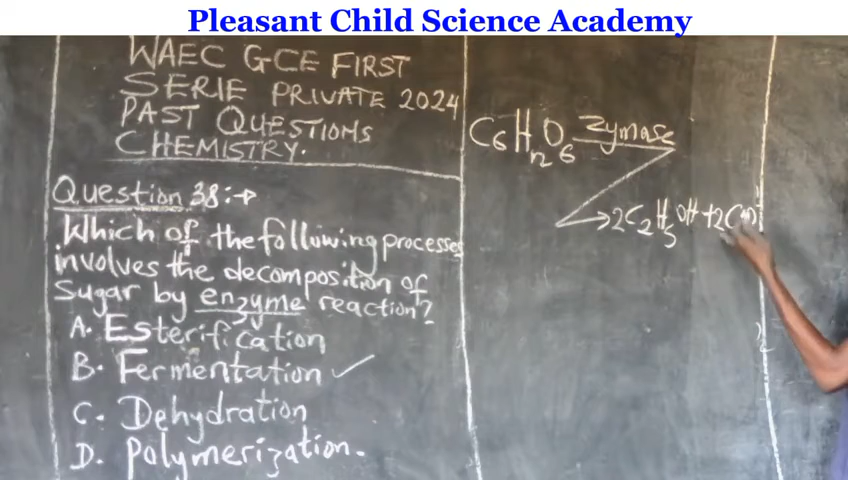 Pleasant Child Science Academy
WAEC GCE FIRST
SERIE PRIVATE 2024
PAST QUESTIONS
CHEMISTRY.
Question 38:→
Which of the following processes
involves the decomposition of
sugar by enzyme reaction?
A. Esterification
B. Fermentation ✓
C. Dehydration
D. Polymerization.
C6H12O6 Zymase
→ 2C2H5OH + 2